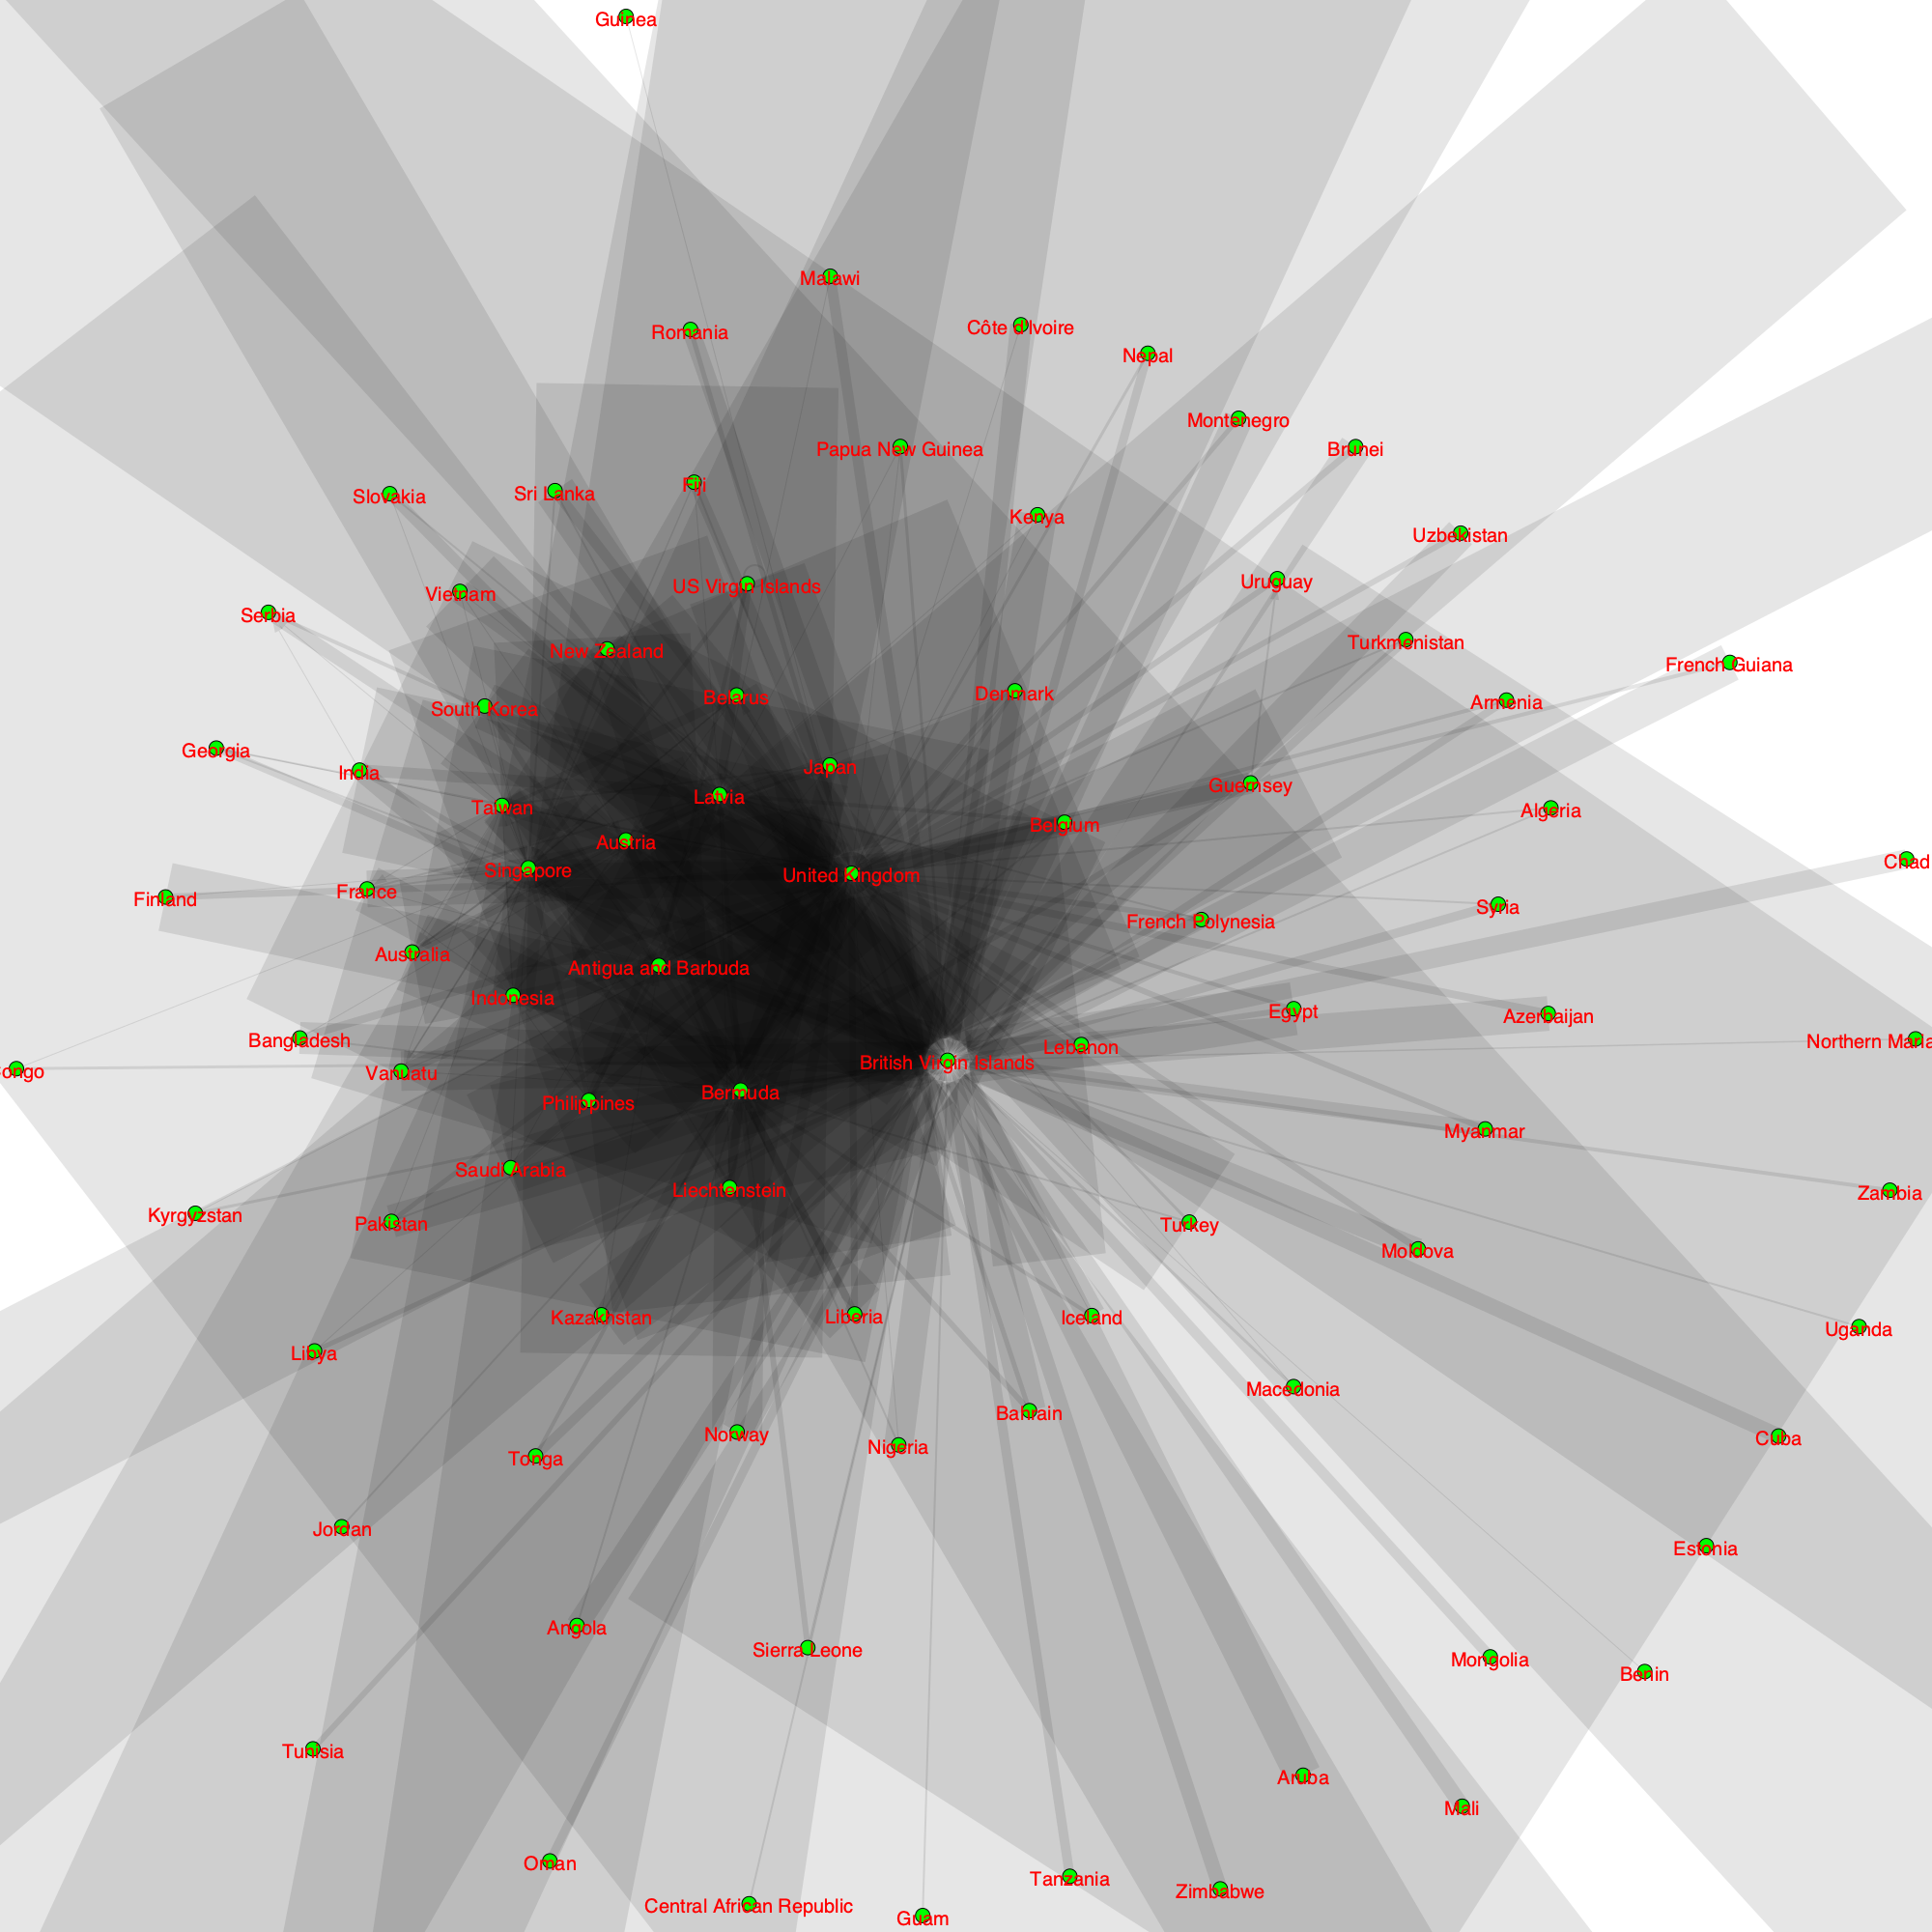 Guinea
Malawi
Romania
Côte d'Ivoire
Nepal
Montenegro
Papua New Guinea
Brunei
Fiji
Sri Lanka
Slovakia
Kenya
Uzbekistan
Uruguay
US Virgin Islands
Vietnam
Serbia
Turkmenistan
New Zealand
French Guiana
Denmark
Belarus
Armenia
South Korea
Georgia
Japan
India
Guernsey
Latvia
Taiwan
Algeria
Belgium
Austria
Chad
Singapore
United Kingdom
France
Finland
Syria
French Polynesia
Australia
Antigua and Barbuda
Indonesia
Egypt
Azerbaijan
Bangladesh
Northern Maria
Lebanon
British Virgin Islands
ongo
Vanuatu
Bermuda
Philippines
Myanmar
Saudi Arabia
Liechtenstein
Zambia
Kyrgyzstan
Pakistan
Turkey
Moldova
Kazakhstan
Liberia
Iceland
Uganda
Libya
Macedonia
Bahrain
Norway
Cuba
Nigeria
Tonga
Jordan
Estonia
Angola
Sierra Leone
Mongolia
Benin
Tunisia
Aruba
Mali
Oman
Tanzania
Zimbabwe
Central African Republic
Guam